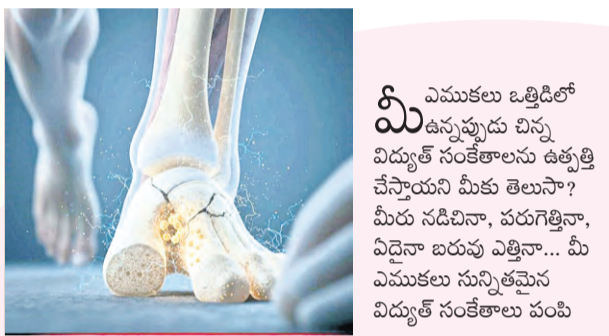 మీ ఎముకలు ఒత్తిడిలో
ఉన్నప్పుడు చిన్న
విద్యుత్ సంకేతాలను ఉత్పత్తి
చేస్తాయని మీకు తెలుసా?
మీరు నడిచినా, పరుగెత్తినా,
ఏదైనా బరువు ఎత్తినా... మీ
ఎముకలు సున్నితమైన
విద్యుత్ సంకేతాలు పంపి